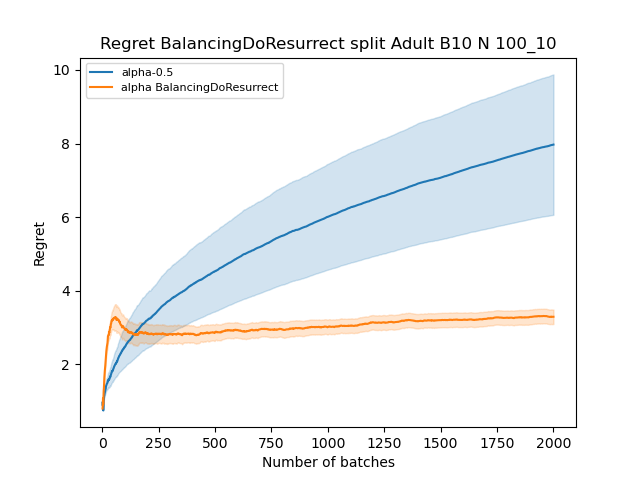 Regret BalancingDoResurrect split Adult B10 N 100_10
alpha-0.5
alpha BalancingDoResurrect
10
8
6
4
2
Regret
0
250
500
750
1000
1250
1500
1750
2000
Number of batches